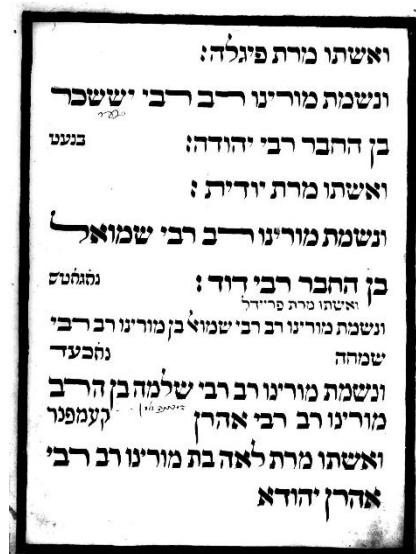 ואשתו מרת פיגלה:
ונשמת מורינו רב רבי יששכר
בן החבר רבי יהודה: בנעט
ואשתו מרת יודית:
ונשמת מורינו רב רבי שמואל
בן החבר רבי דוד:
ואשתו מרת פריידל
ונשמת מורינו רב רבי שמואל בן מורינו רב רבי
שמחה
ונשמת מורינו רב רבי שלמה בן הרב
מורינו רב רבי אהרן קעמפנר
ואשתו מרת לאה בת מורינו רב רבי
אהרן יהודא